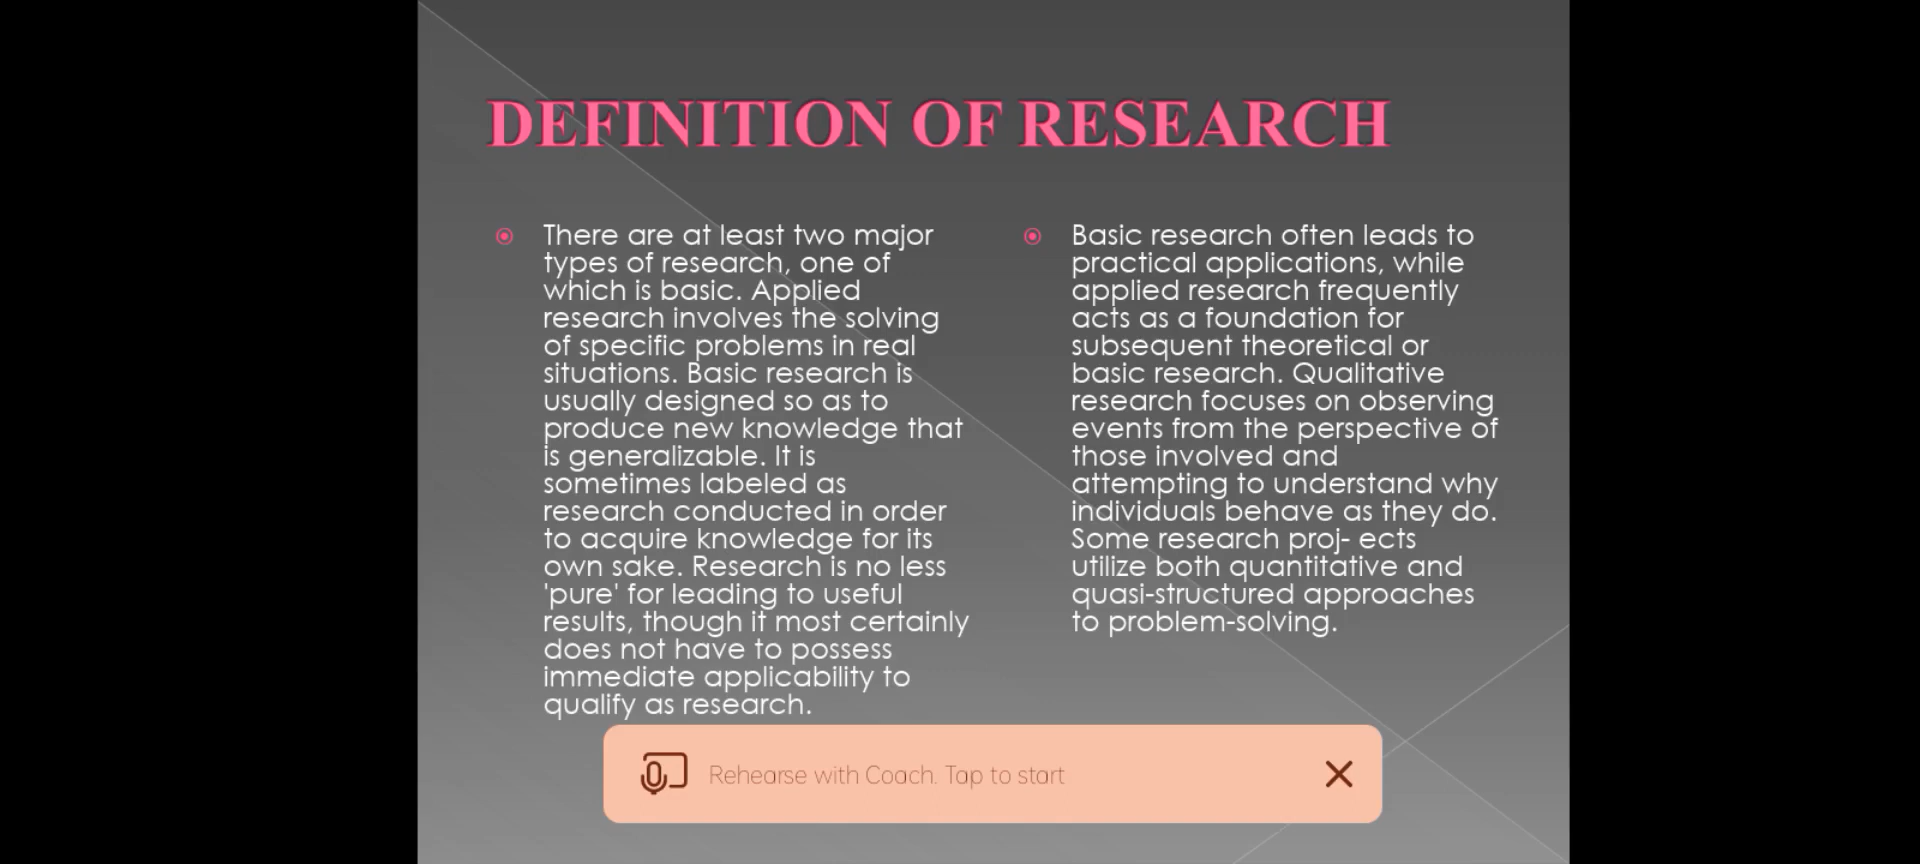 DEFINITION OF RESEARCH
There are at least two major
types of research, one of
which is basic. Applied
research involves the solving
of specific problems in real
situations. Basic research is
usually designed so as to
produce new knowledge that
is generalizable. It is
sometimes labeled as
research conducted in order
to acquire knowledge for its
own sake. Research is no less
'pure' for leading to useful
results, though it most certainly
does not have to possess
immediate applicability to
qualify as research.
Basic research often leads to
practical applications, while
applied research frequently
acts as a foundation for
subsequent theoretical or
basic research. Qualitative
research focuses on observing
events from the perspective of
those involved and
attempting to understand why
individuals behave as they do.
Some research proj- ects
utilize both quantitative and
quasi-structured approaches
to problem-solving.
Rehearse with Coach. Tap to start